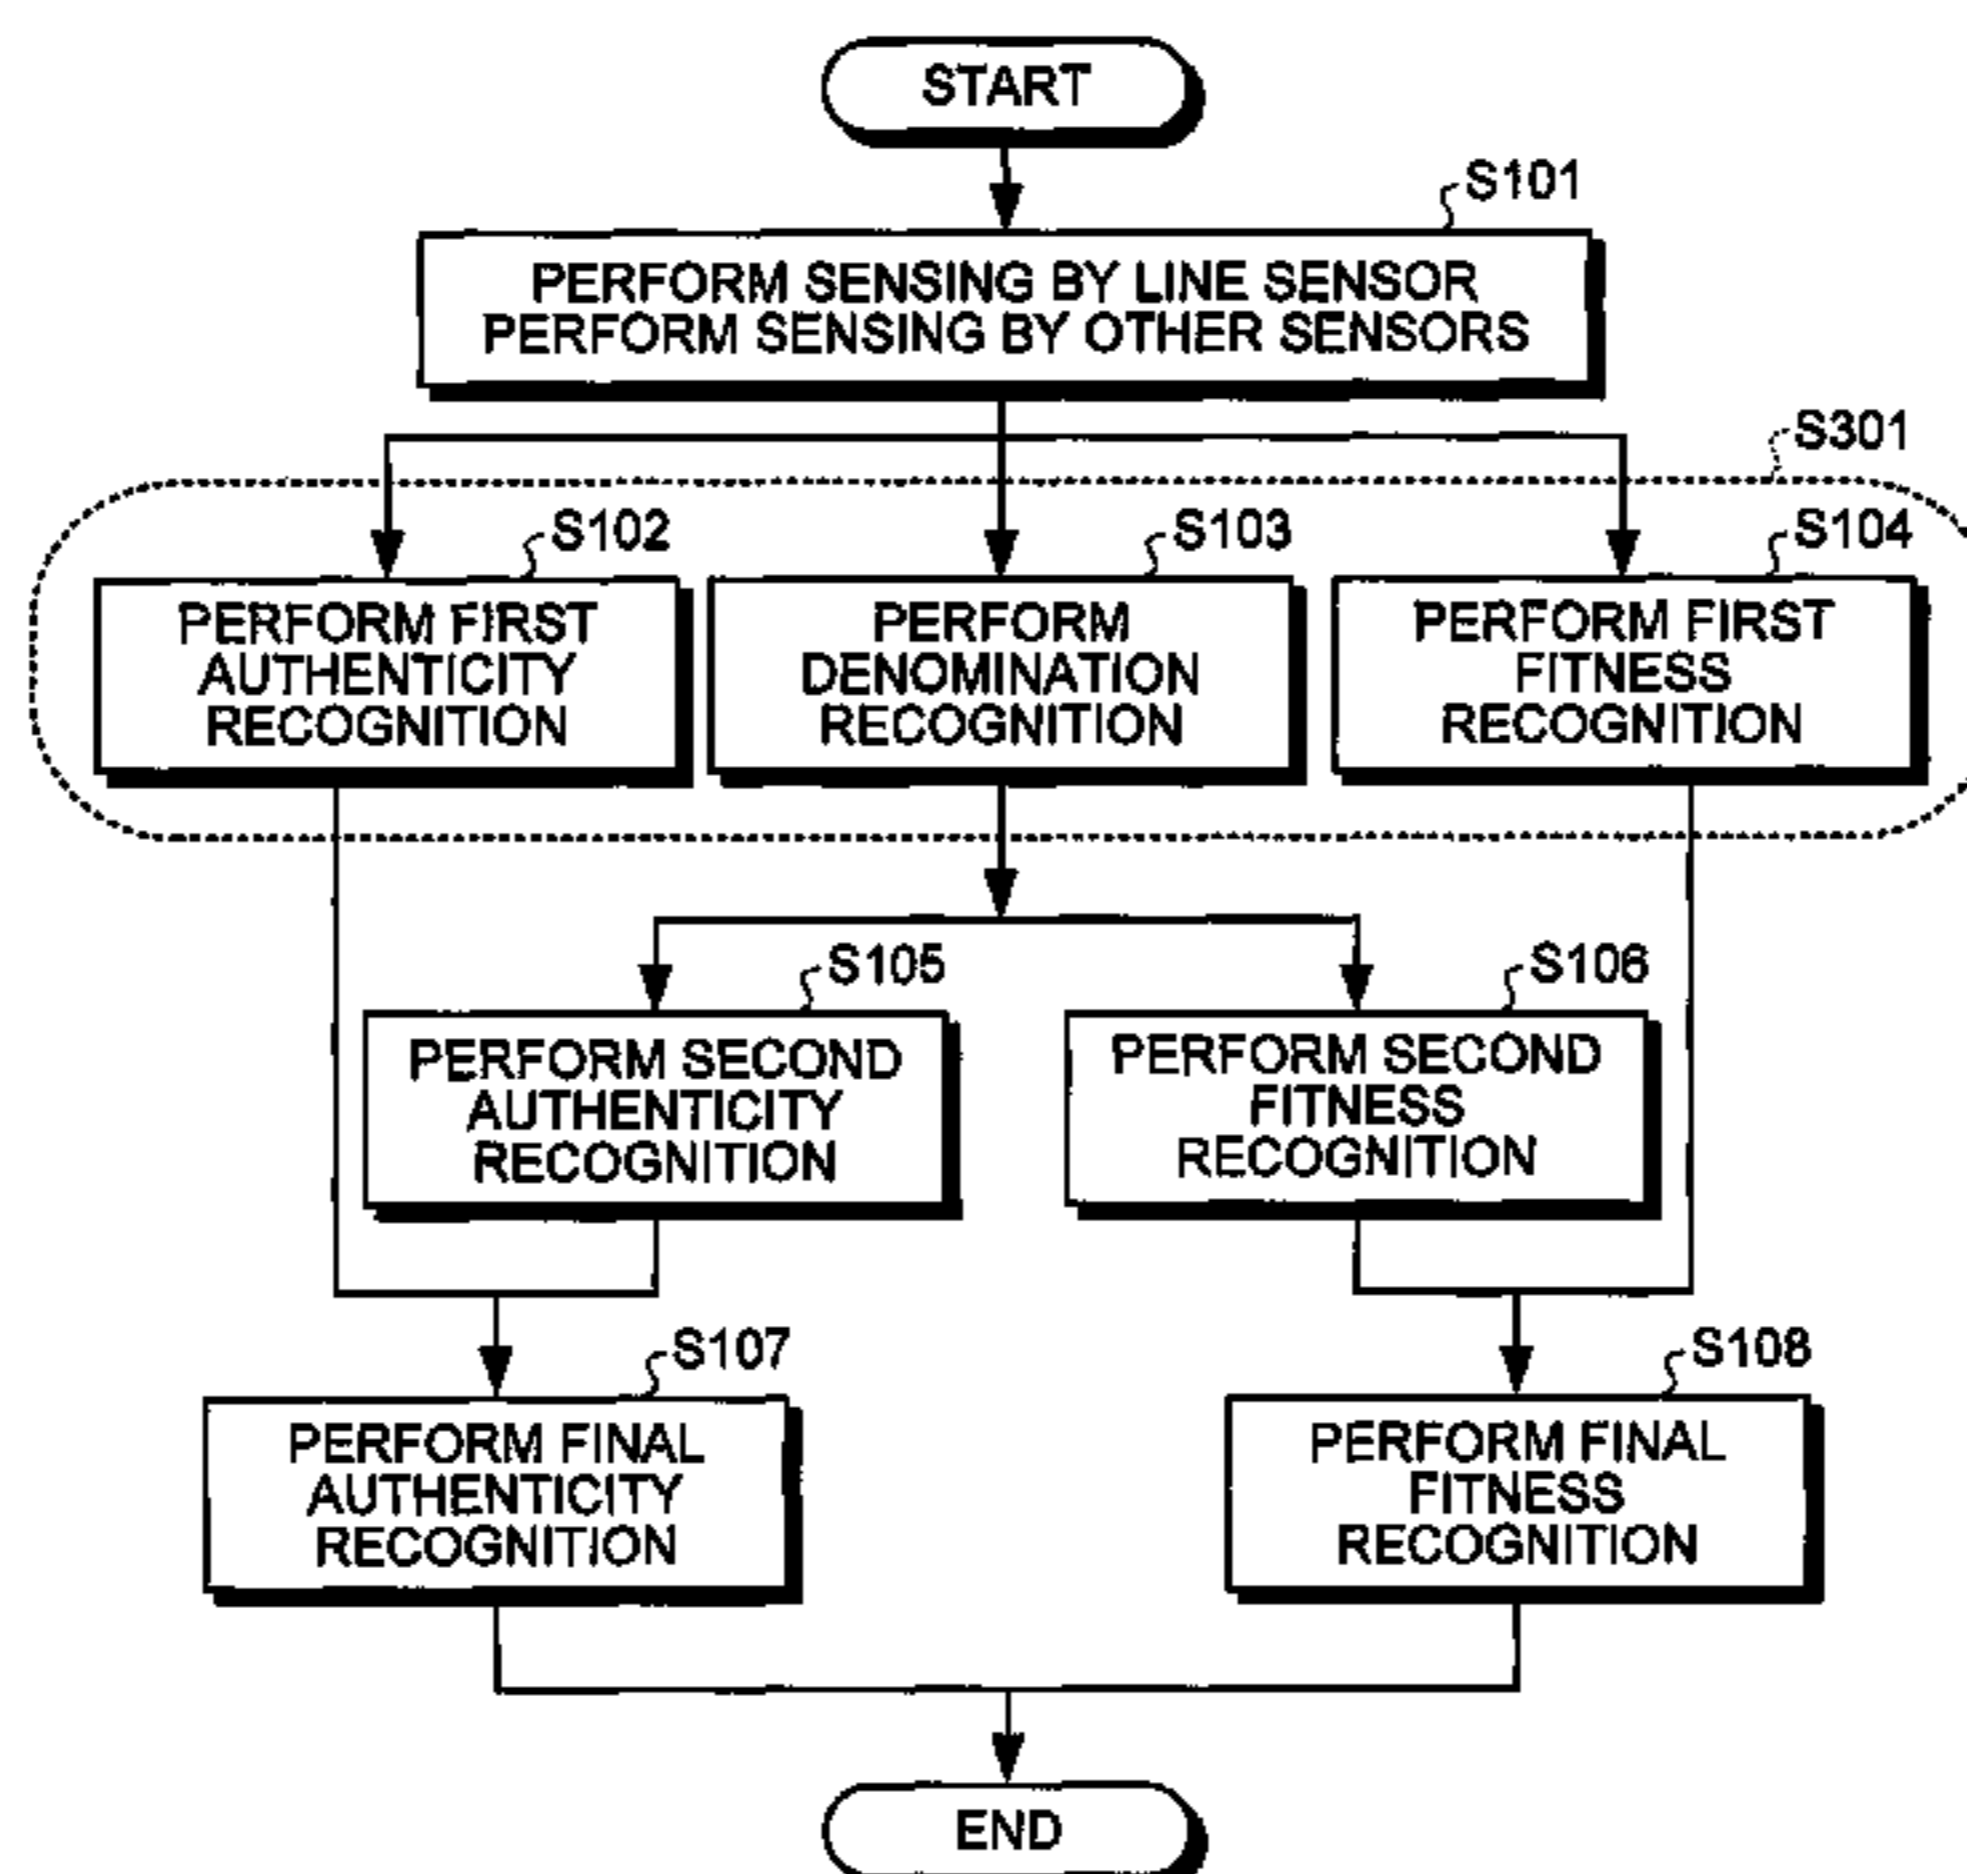 START
S101
PERFORM SENSING BY LINE SENSOR
PERFORM SENSING BY OTHER SENSORS
S301
S102
PERFORM FIRST
AUTHENTICITY
RECOGNITION
S103
PERFORM
DENOMINATION
RECOGNITION
S104
PERFORM FIRST
FITNESS
RECOGNITION
S105
PERFORM SECOND
AUTHENTICITY
RECOGNITION
S106
PERFORM SECOND
FITNESS
RECOGNITION
S107
PERFORM FINAL
AUTHENTICITY
RECOGNITION
S108
PERFORM FINAL
FITNESS
RECOGNITION
END